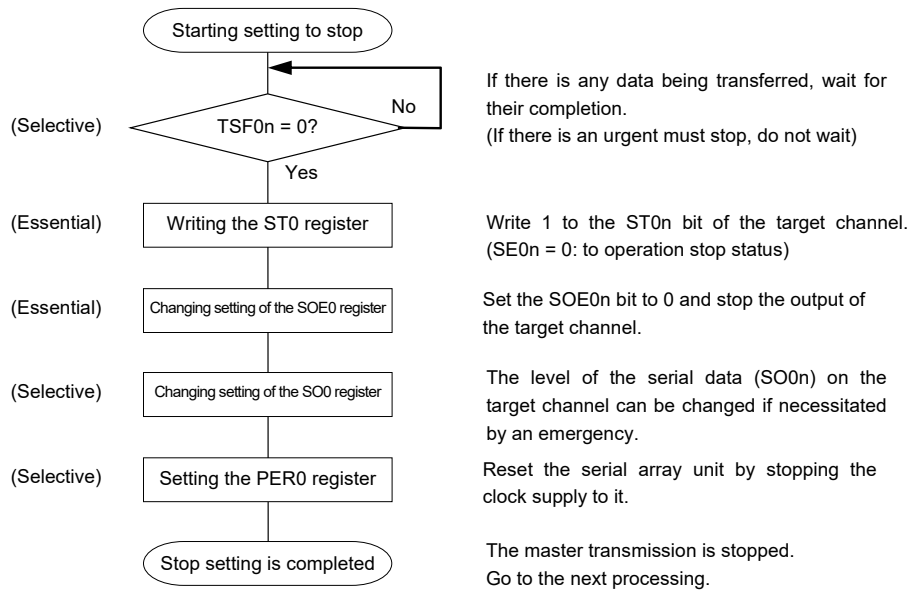 Starting setting to stop
No
If there is any data being transferred, wait for
their completion.
(If there is an urgent must stop, do not wait)
(Selective)
TSF0n = 0?
Yes
(Essential)
Writing the ST0 register
Write 1 to the ST0n bit of the target channel.
(SE0n = 0: to operation stop status)
(Essential)
Changing setting of the SOE0 register
Set the SOE0n bit to 0 and stop the output of
the target channel.
(Selective)
Changing setting of the SO0 register
The level of the serial data (SO0n) on the
target channel can be changed if necessitated
by an emergency.
(Selective)
Setting the PER0 register
Reset the serial array unit by stopping the
clock supply to it.
Stop setting is completed
The master transmission is stopped.
Go to the next processing.